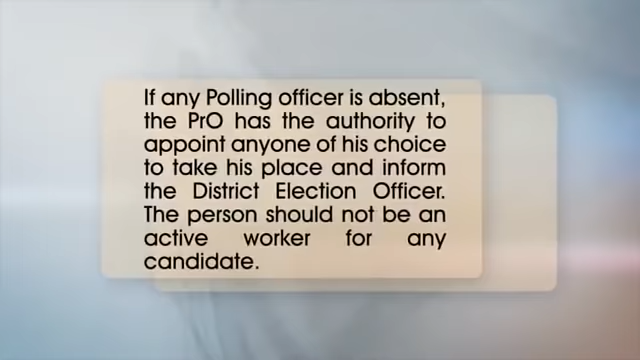 If any Polling officer is absent,
the PrO has the authority to
appoint anyone of his choice
to take his place and inform
the District Election Officer.
The person should not be an
active worker for any
candidate.